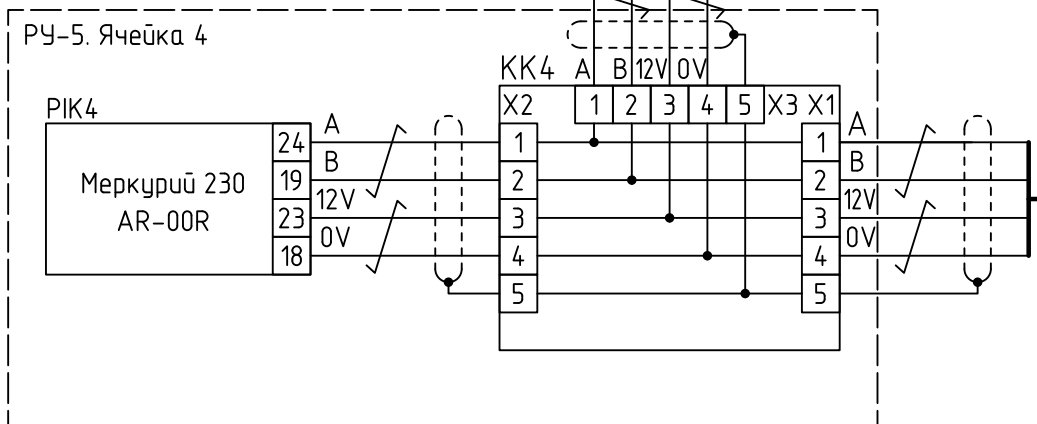 РУ-5. Ячейка 4
KK4 A B 12V 0V
X2 1 2 3 4 5 X3 X1
PIK4
Меркурий 230
AR-00R
24 A 1 1 A
19 B 2 2 B
23 12V 3 3 12V
18 0V 4 4 0V
5 5